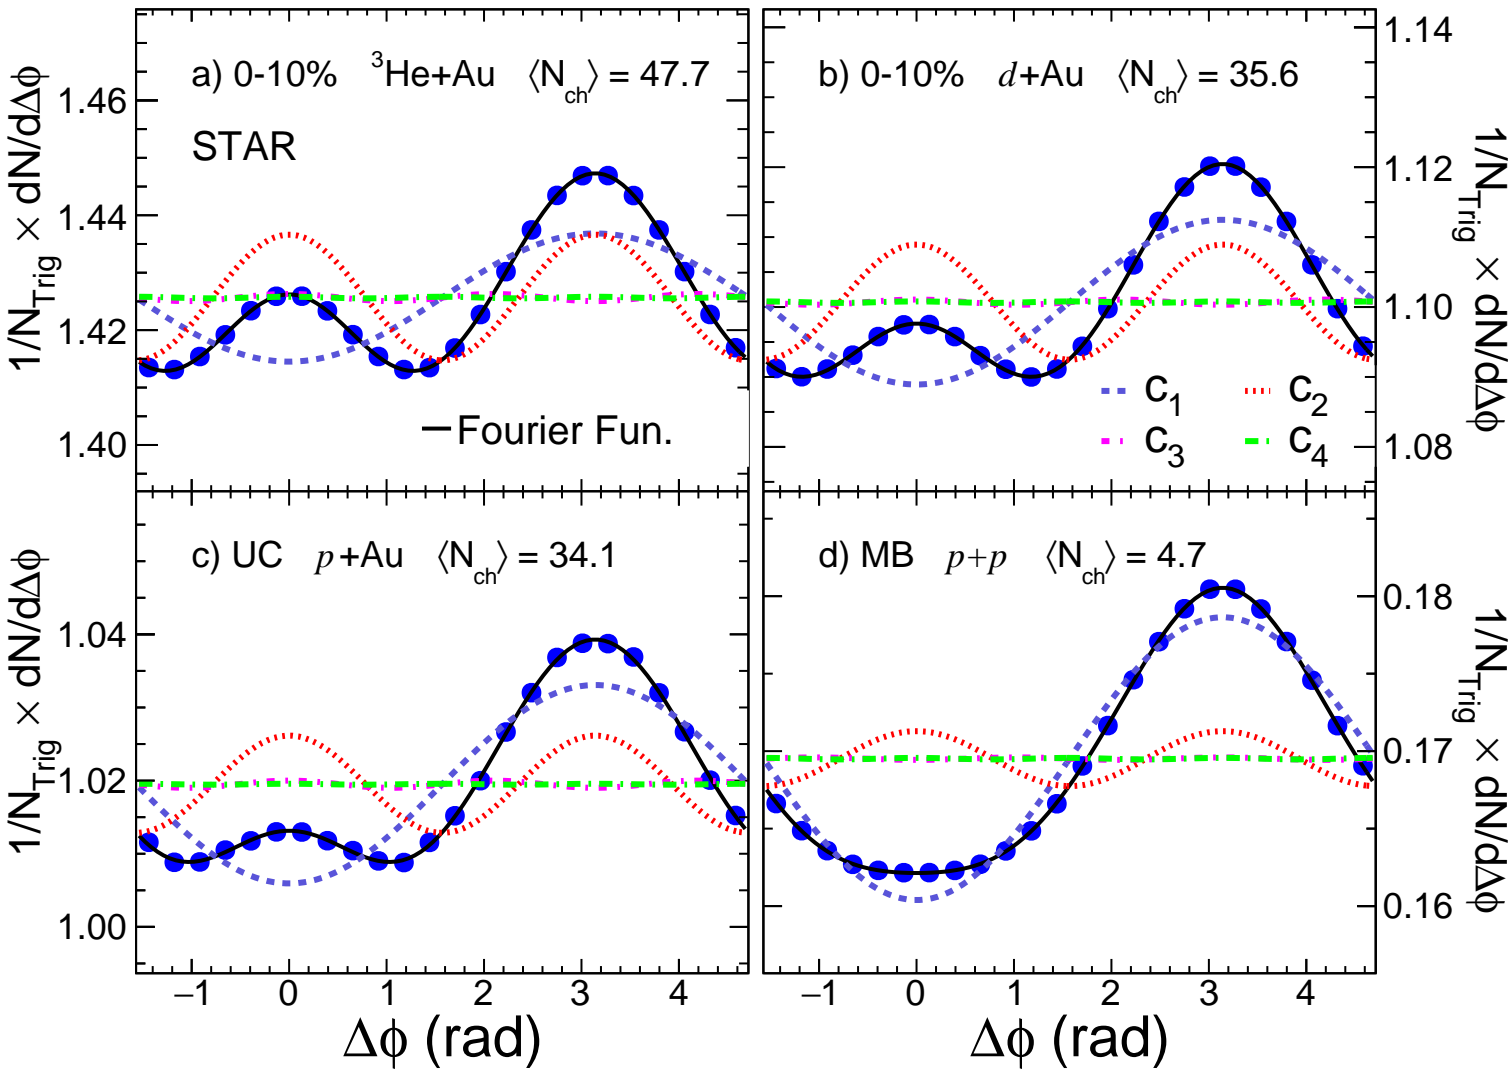 a) 0-10% ³He+Au ⟨N_ch⟩ = 47.7
STAR
1.46
1.44
1.42
1.40
1/N_Trig × dN/dΔϕ
Fourier Fun.
b) 0-10% d+Au ⟨N_ch⟩ = 35.6
1.14
1.12
1.10
1.08
1/N_Trig × dN/dΔϕ
c_1 c_2
c_3 c_4
c) UC p+Au ⟨N_ch⟩ = 34.1
1.04
1.02
1.00
1/N_Trig × dN/dΔϕ
−1 0 1 2 3 4
Δϕ (rad)
d) MB p+p ⟨N_ch⟩ = 4.7
0.18
0.17
0.16
1/N_Trig × dN/dΔϕ
−1 0 1 2 3 4
Δϕ (rad)